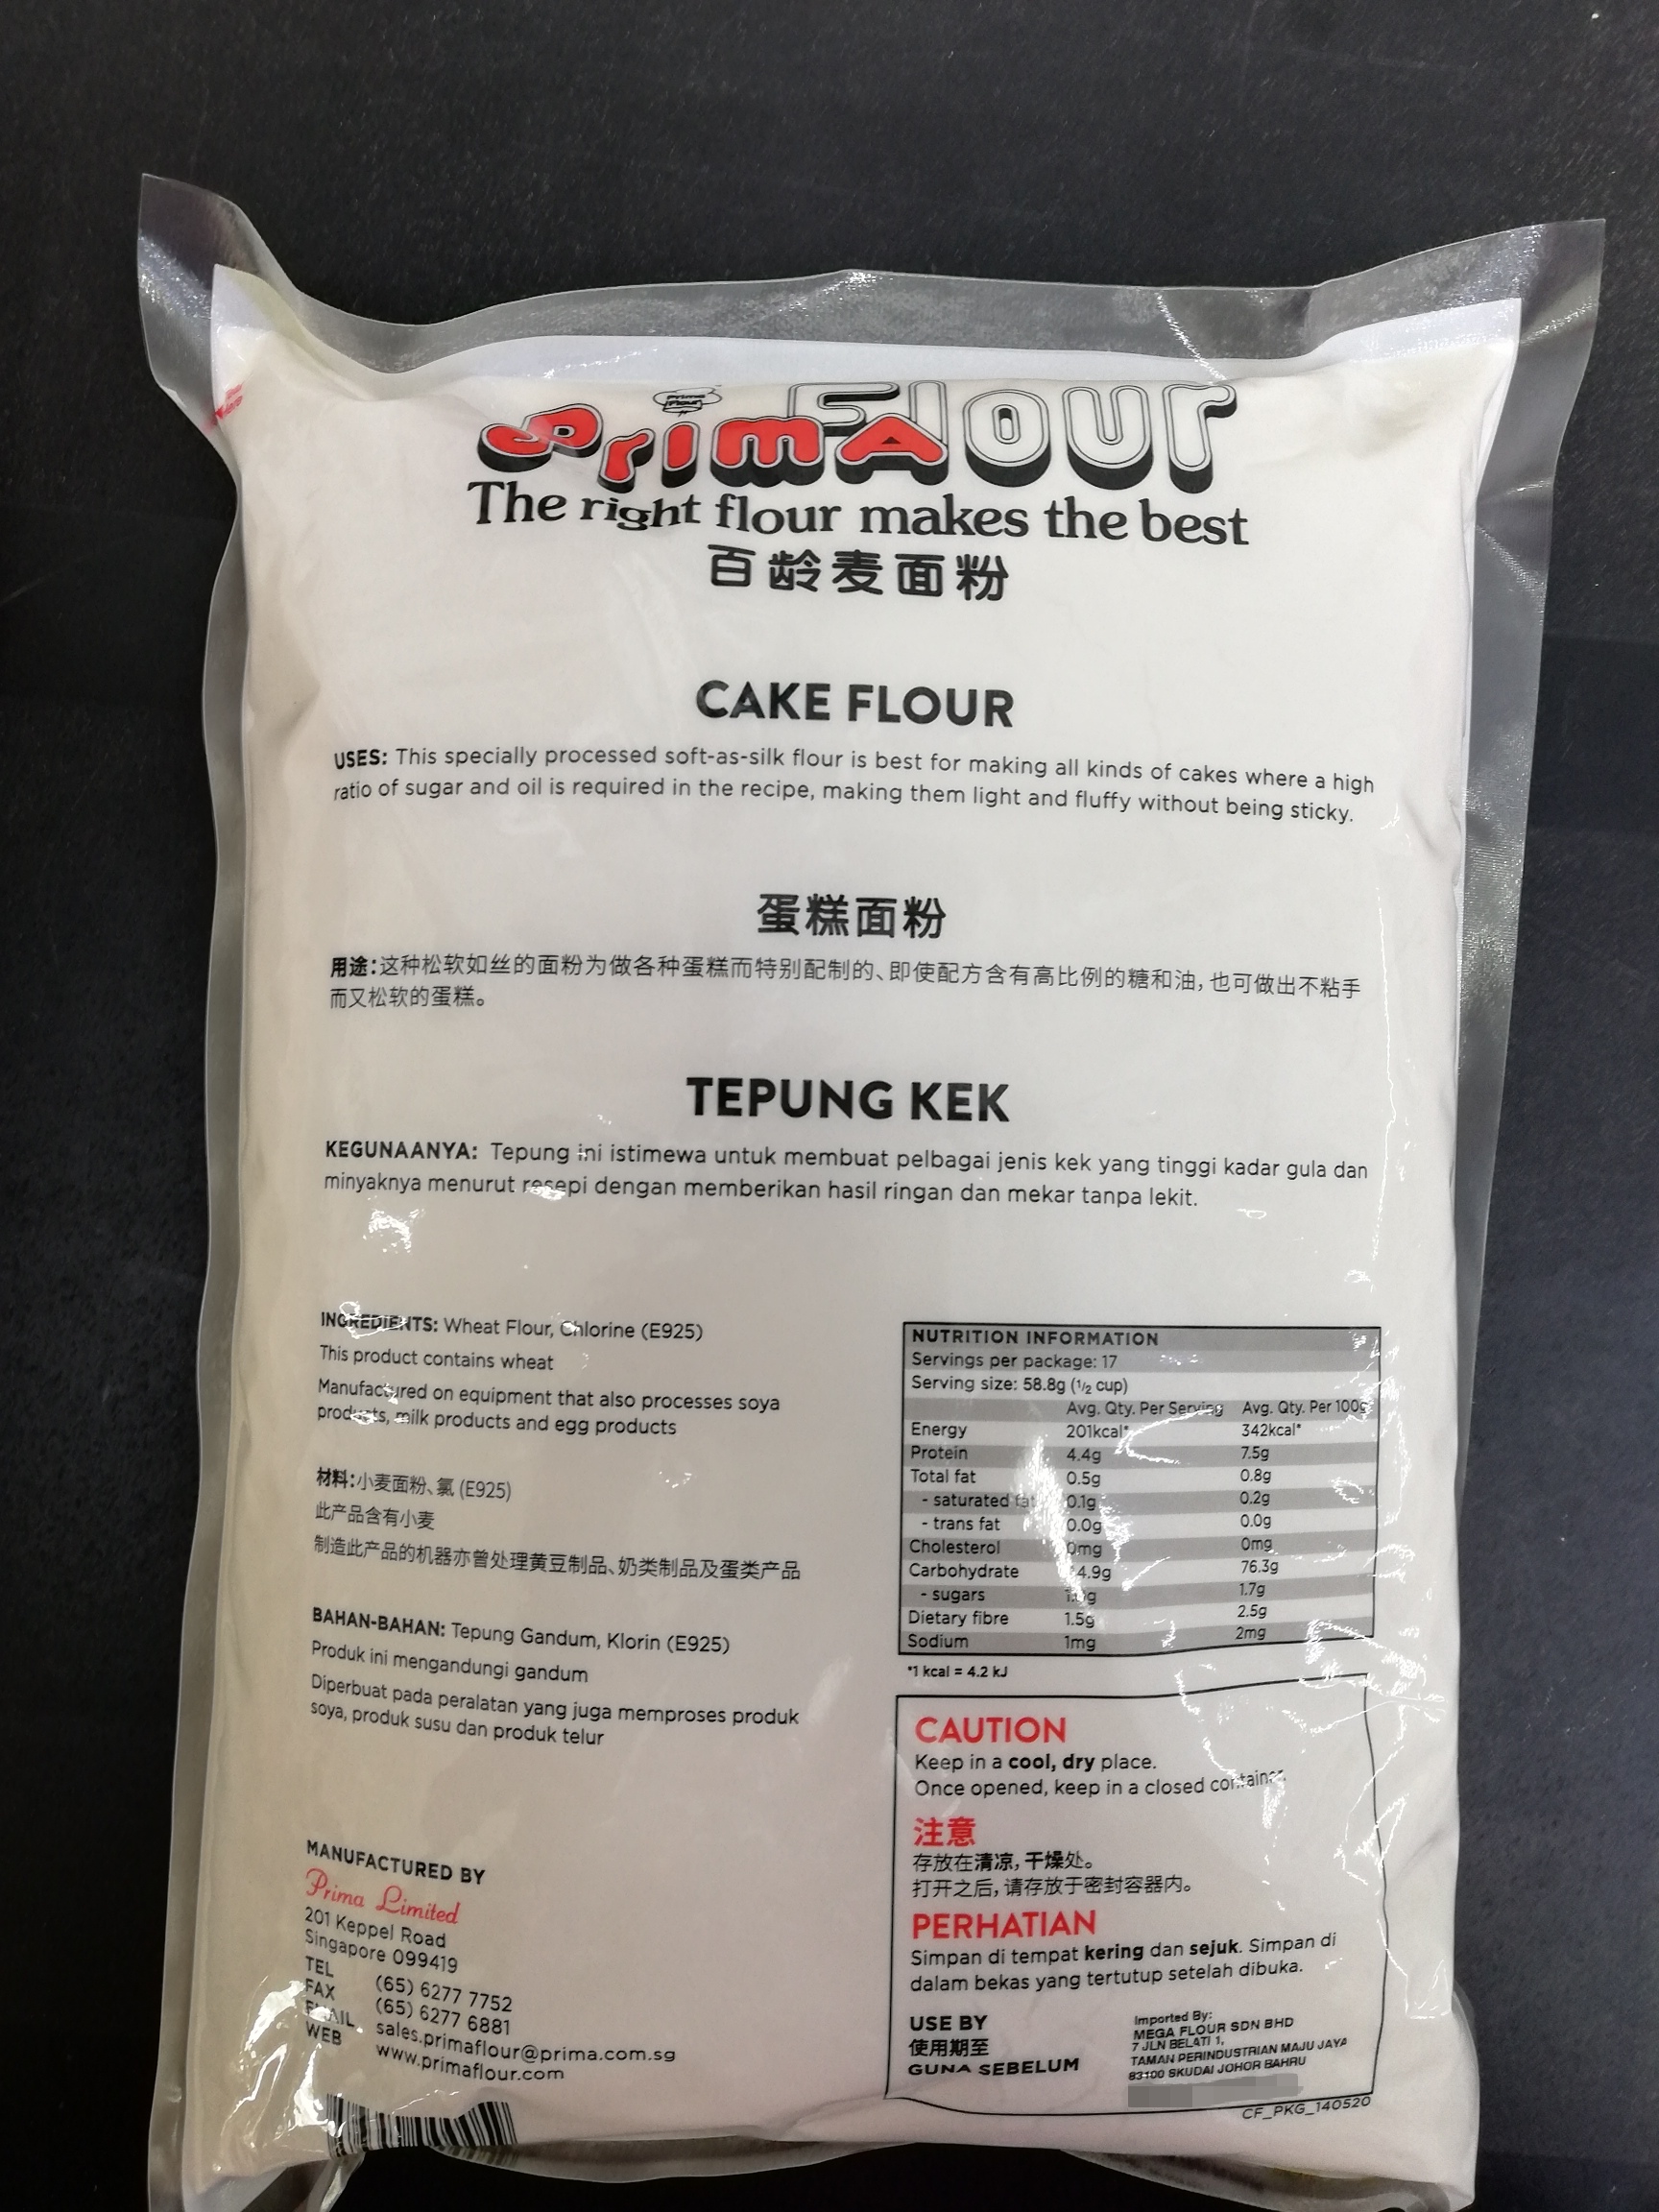 Prima Flour
Prima Flour
The right flour makes the best
百龄麦面粉
CAKE FLOUR
USES: This specially processed soft-as-silk flour is best for making all kinds of cakes where a high
ratio of sugar and oil is required in the recipe, making them light and fluffy without being sticky.
蛋糕面粉
用途:这种松软如丝的面粉为做各种蛋糕而特别配制的、即使配方含有高比例的糖和油, 也可做出不粘手
而又松软的蛋糕。
TEPUNG KEK
KEGUNAANYA: Tepung ini istimewa untuk membuat pelbagai jenis kek yang tinggi kadar gula dan
minyaknya menurut resepi dengan memberikan hasil ringan dan mekar tanpa lekit.
INGREDIENTS: Wheat Flour, Chlorine (E925)
This product contains wheat
Manufactured on equipment that also processes soya
products, milk products and egg products
材料:小麦面粉、氯 (E925)
此产品含有小麦
制造此产品的机器亦曾处理黄豆制品、奶类制品及蛋类产品
BAHAN-BAHAN: Tepung Gandum, Klorin (E925)
Produk ini mengandungi gandum
Diperbuat pada peralatan yang juga memproses produk
soya, produk susu dan produk telur
MANUFACTURED BY
Prima Limited
201 Keppel Road
Singapore 099419
TEL (65) 6277 7752
FAX (65) 6277 6881
EMAIL sales.primaflour@prima.com.sg
WEB www.primaflour.com
NUTRITION INFORMATION
Servings per package: 17
Serving size: 58.8g (1/2 cup)
Avg. Qty. Per Serving Avg. Qty. Per 100g
Energy 201kcal* 342kcal*
Protein 4.4g 7.5g
Total fat 0.5g 0.8g
- saturated fat 0.1g 0.2g
- trans fat 0.0g 0.0g
Cholesterol 0mg 0mg
Carbohydrate 76.3g
- sugars 1.7g
Dietary fibre 1.5g 2.5g
Sodium 1mg 2mg
*1 kcal = 4.2 kJ
CAUTION
Keep in a cool, dry place.
Once opened, keep in a closed container.
注意
存放在清凉, 干燥处。
打开之后, 请存放于密封容器内。
PERHATIAN
Simpan di tempat kering dan sejuk. Simpan di
dalam bekas yang tertutup setelah dibuka.
USE BY
使用期至
GUNA SEBELUM
Imported By:
MEGA FLOUR SDN BHD
7 JLN BELATI 1,
TAMAN PERINDUSTRIAN MAJU JAYA
83100 SKUDAI JOHOR BAHRU
CF_PKG_140520